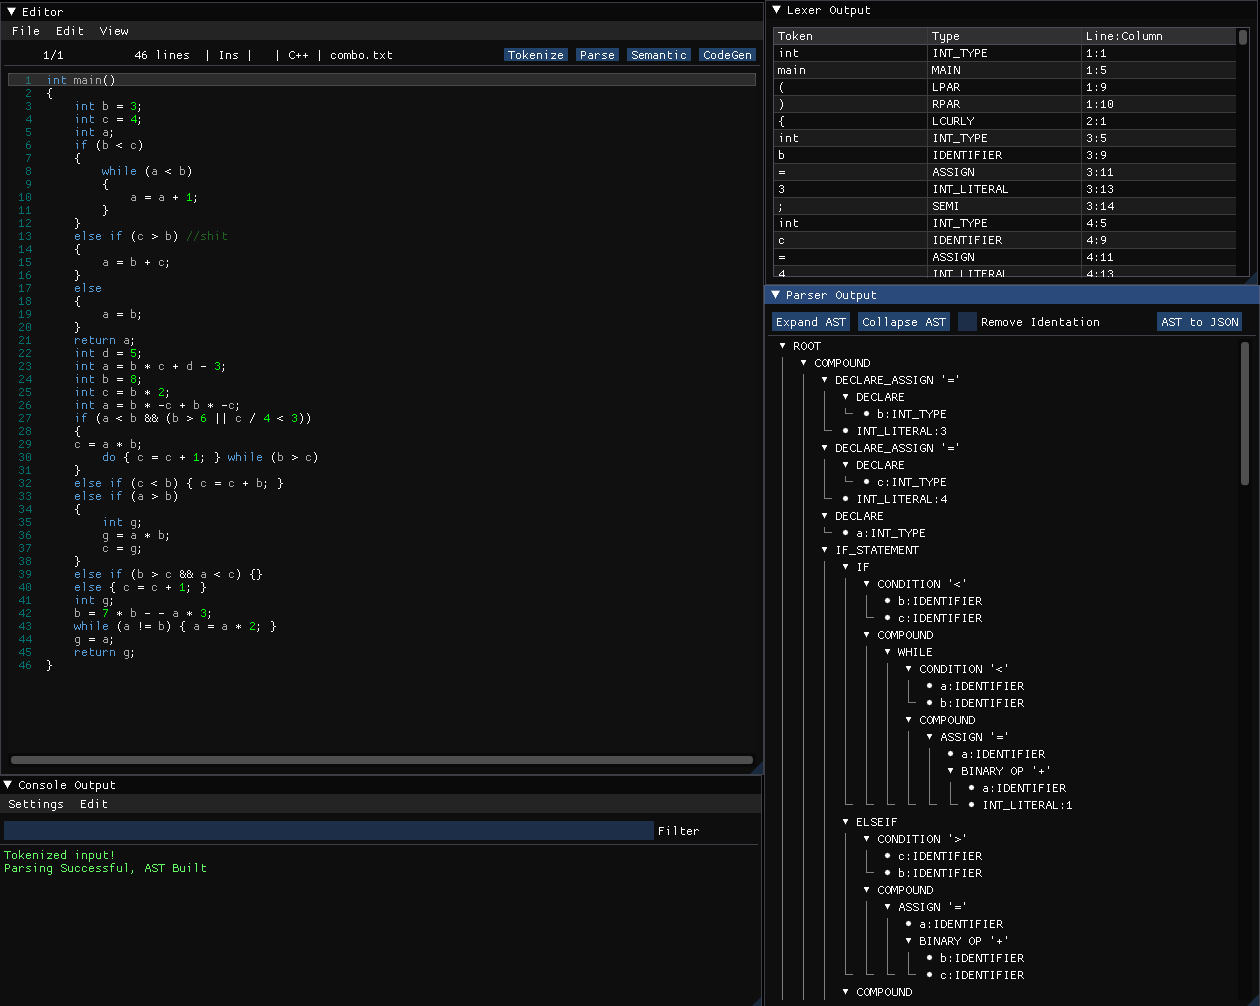 Editor
File Edit View
1/1 46 lines | Ins | | C++ | combo.txt Tokenize Parse Semantic CodeGen
1 int main()
2 {
3 int b = 3;
4 int c = 4;
5 int a;
6 if (b < c)
7 {
8 while (a < b)
9 {
10 a = a + 1;
11 }
12 }
13 else if (c > b) //shit
14 {
15 a = b + c;
16 }
17 else
18 {
19 a = b;
20 }
21 return a;
22 int d = 5;
23 int a = b * c + d - 3;
24 int b = 8;
25 int c = b * 2;
26 int a = b * -c + b * -c;
27 if (a < b && (b > 6 || c / 4 < 3))
28 {
29 c = a * b;
30 do { c = c + 1; } while (b > c)
31 }
32 else if (c < b) { c = c + b; }
33 else if (a > b)
34 {
35 int g;
36 g = a * b;
37 c = g;
38 }
39 else if (b > c && a < c) {}
40 else { c = c + 1; }
41 int g;
42 b = 7 * b - - a * 3;
43 while (a != b) { a = a * 2; }
44 g = a;
45 return g;
46 }
Console Output
Settings Edit
Filter
Tokenized input!
Parsing Successful, AST Built
Lexer Output
Token Type Line:Column
int INT_TYPE 1:1
main MAIN 1:5
( LPAR 1:9
) RPAR 1:10
{ LCURLY 2:1
int INT_TYPE 3:5
b IDENTIFIER 3:9
= ASSIGN 3:11
3 INT_LITERAL 3:13
; SEMI 3:14
int INT_TYPE 4:5
c IDENTIFIER 4:9
= ASSIGN 4:11
4 INT_LITERAL 4:13
Parser Output
Expand AST Collapse AST Remove Identation AST to JSON
ROOT
COMPOUND
DECLARE_ASSIGN '='
DECLARE
b:INT_TYPE
INT_LITERAL:3
DECLARE_ASSIGN '='
DECLARE
c:INT_TYPE
INT_LITERAL:4
DECLARE
a:INT_TYPE
IF_STATEMENT
IF
CONDITION '<'
b:IDENTIFIER
c:IDENTIFIER
COMPOUND
WHILE
CONDITION '<'
a:IDENTIFIER
b:IDENTIFIER
COMPOUND
ASSIGN '='
a:IDENTIFIER
BINARY OP '+'
a:IDENTIFIER
INT_LITERAL:1
ELSEIF
CONDITION '>'
c:IDENTIFIER
b:IDENTIFIER
COMPOUND
ASSIGN '='
a:IDENTIFIER
BINARY OP '+'
b:IDENTIFIER
c:IDENTIFIER
COMPOUND